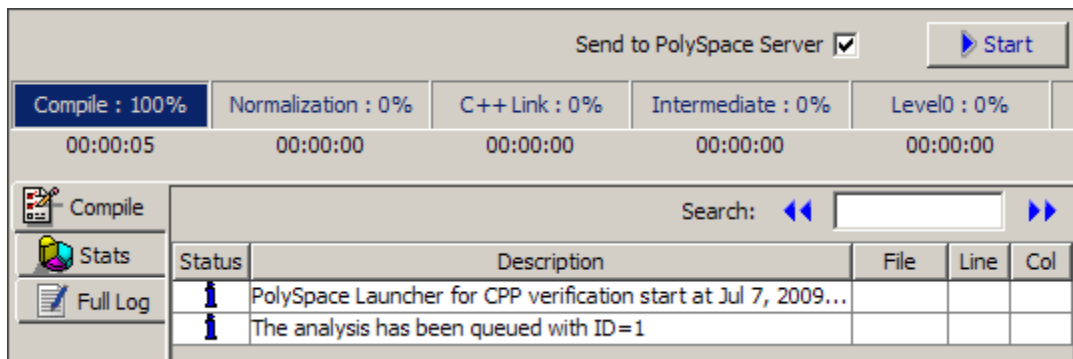 Send to PolySpace Server Start
Compile : 100% Normalization : 0% C++ Link : 0% Intermediate : 0% Level0 : 0%
00:00:05 00:00:00 00:00:00 00:00:00 00:00:00
Compile Search:
Stats Status Description File Line Col
Full Log PolySpace Launcher for CPP verification start at Jul 7, 2009...
The analysis has been queued with ID=1